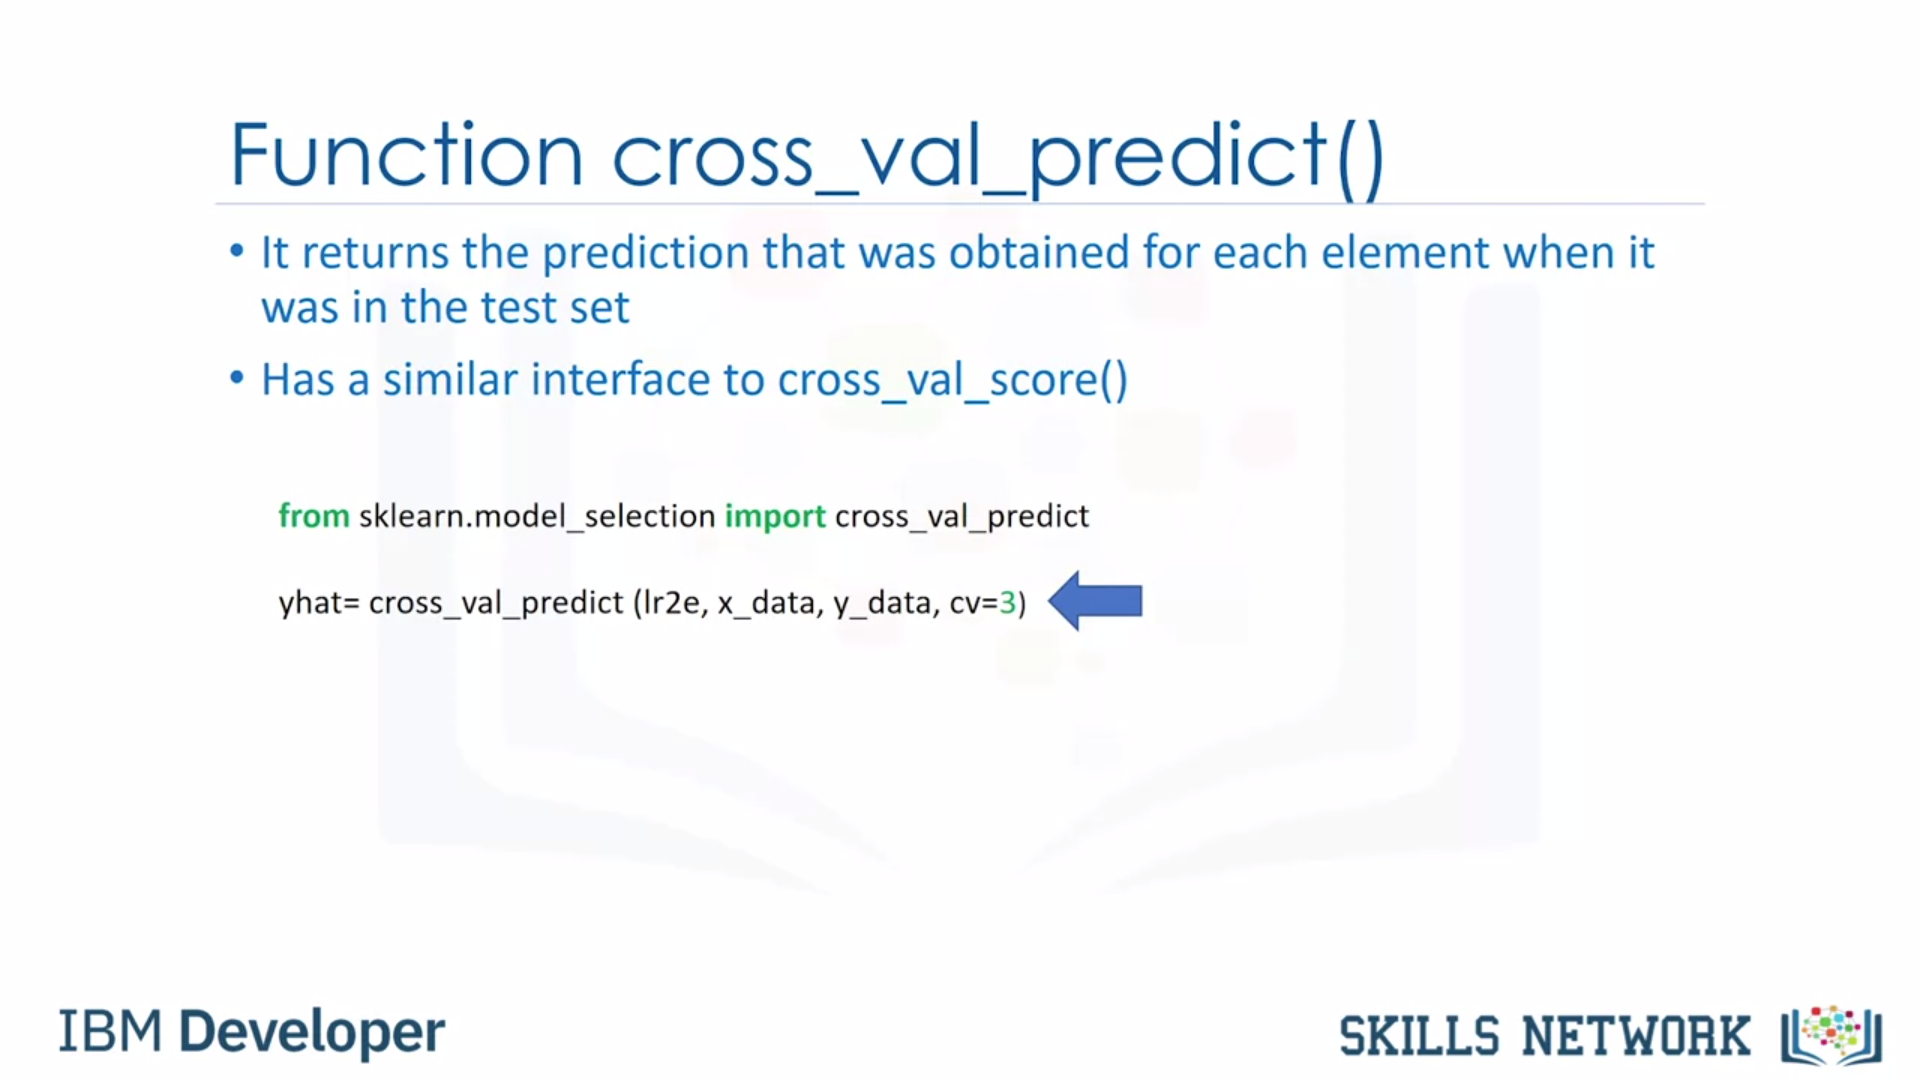 Function cross_val_predict()
• It returns the prediction that was obtained for each element when it
was in the test set
• Has a similar interface to cross_val_score()
from sklearn.model_selection import cross_val_predict
yhat= cross_val_predict (lr2e, x_data, y_data, cv=3)
IBM Developer
SKILLS NETWORK